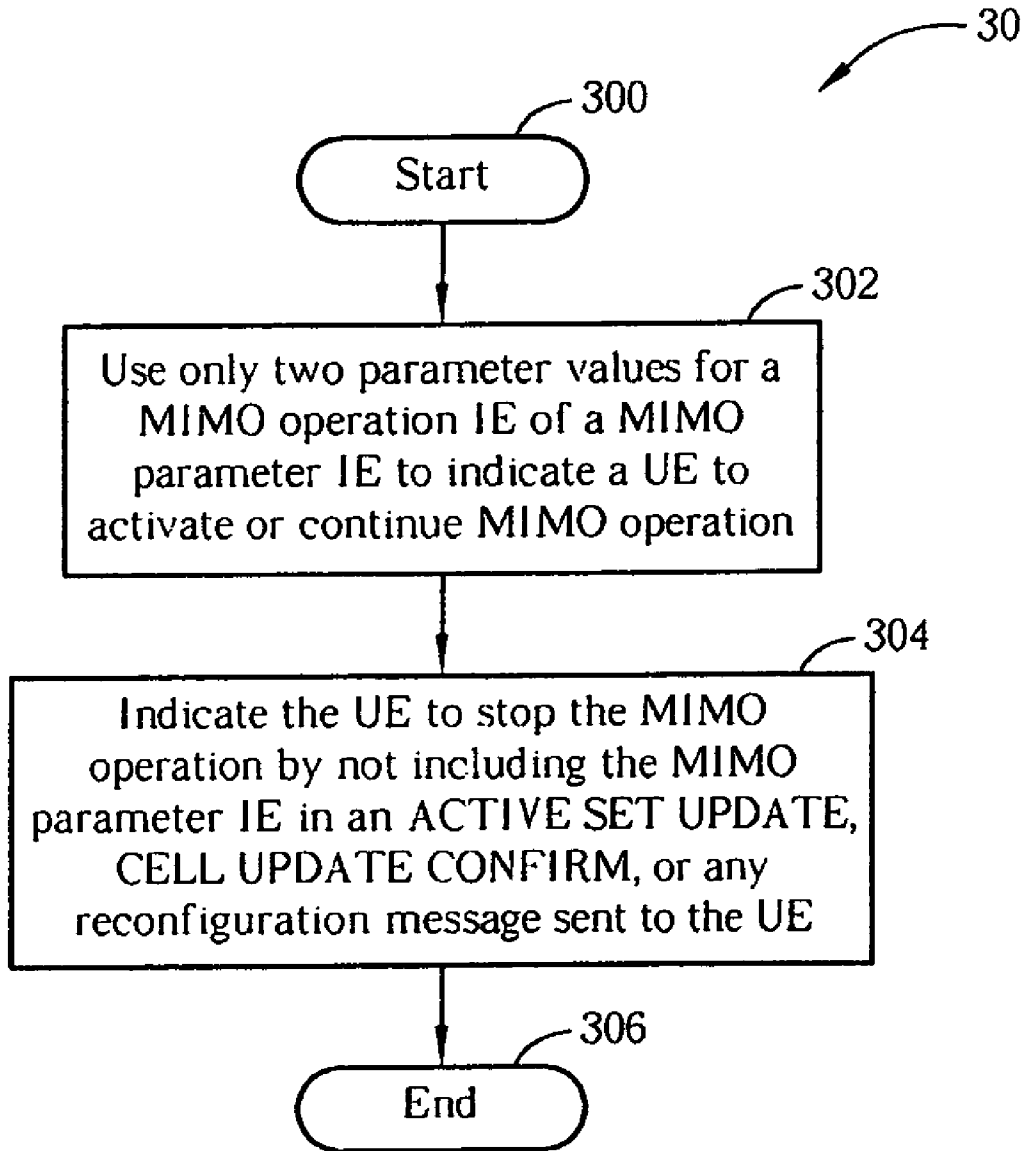 30
300
Start
302
Use only two parameter values for a
MIMO operation IE of a MIMO
parameter IE to indicate a UE to
activate or continue MIMO operation
304
Indicate the UE to stop the MIMO
operation by not including the MIMO
parameter IE in an ACTIVE SET UPDATE,
CELL UPDATE CONFIRM, or any
reconfiguration message sent to the UE
306
End